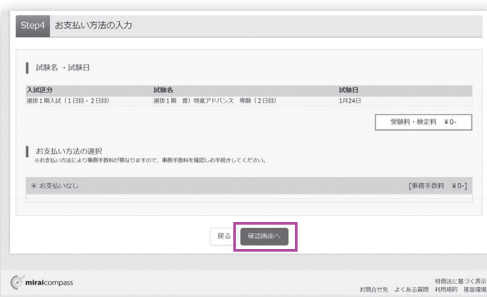 Step4 お支払い方法の入力
試験名・試験日
入試区分 試験名 試験日
選抜1期入試（1日目・2日目） 選抜1期 普）特進アドバンス 専願（2日目） 1月24日
受験料・検定料 ¥0-
お支払い方法の選択
※お支払い方法により事務手数料が異なりますので、事務手数料を確認しお手続きしてください。
お支払いなし [事務手数料 ¥0-]
戻る 確認画面へ
miraicompass
特商法に基づく表示
お問合せ先 よくある質問 利用規約 推奨環境